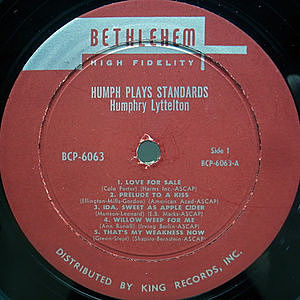 BETHLEHEM
HIGH FIDELITY
HUMPH PLAYS STANDARDS
Humphry Lyttelton
BCP-6063
Side 1
BCP-6063-A
1. LOVE FOR SALE
(Cole Porter) (Harms Inc.-ASCAP)
2. PRELUDE TO A KISS
(Ellington-Mills-Gordon) (American Acad-ASCAP)
3. IDA, SWEET AS APPLE CIDER
(Munson-Leonard) (E.B. Marks-ASCAP)
4. WILLOW WEEP FOR ME
(Ann Ronell) (Irving Berlin-ASCAP)
5. THAT'S MY WEAKNESS NOW
(Green-Stept) (Shapiro-Bernstein-ASCAP)
DISTRIBUTED BY KING RECORDS, INC.